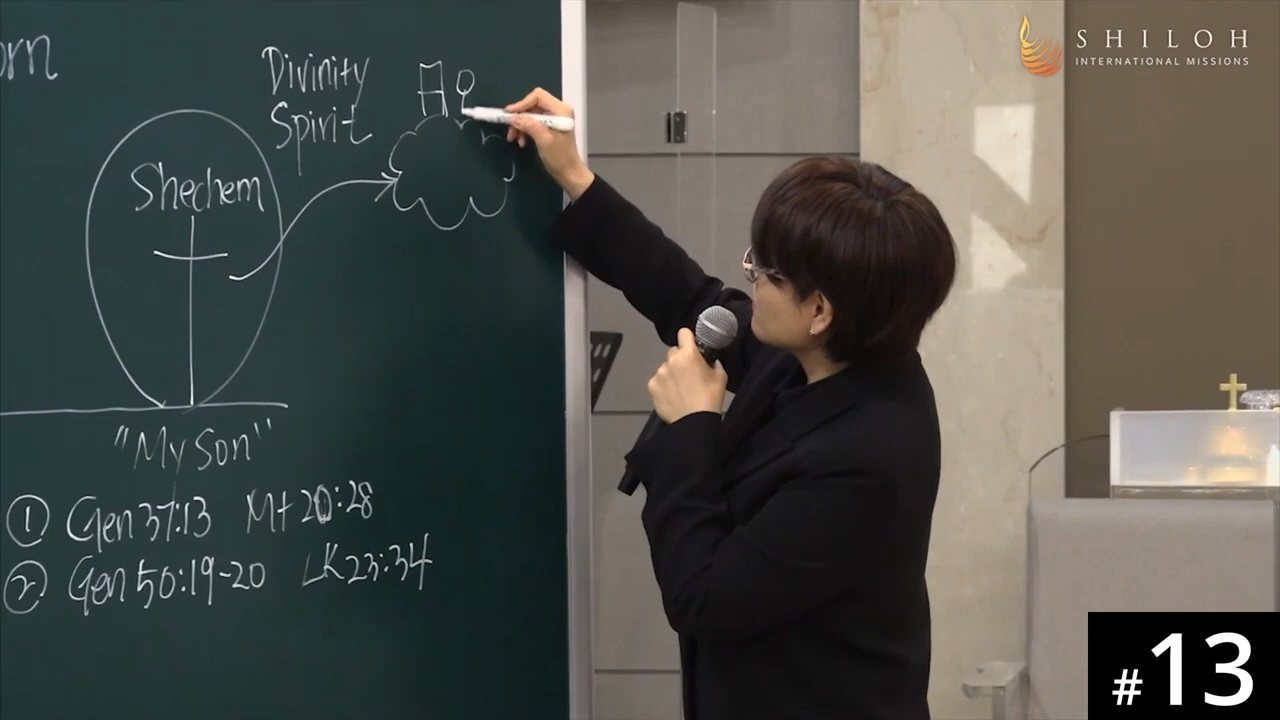 orn
Divinity
Spirit
Shechem
"My Son"
① Gen 37:13 Mt 20:28
② Gen 50:19-20 LK 23:34
SHILOH
INTERNATIONAL MISSIONS
#13